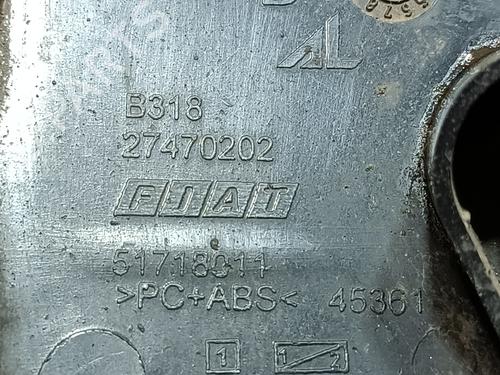 AL
B318
27470202
FIAT
51718011
>PC+ABS< 45361
1 1/2